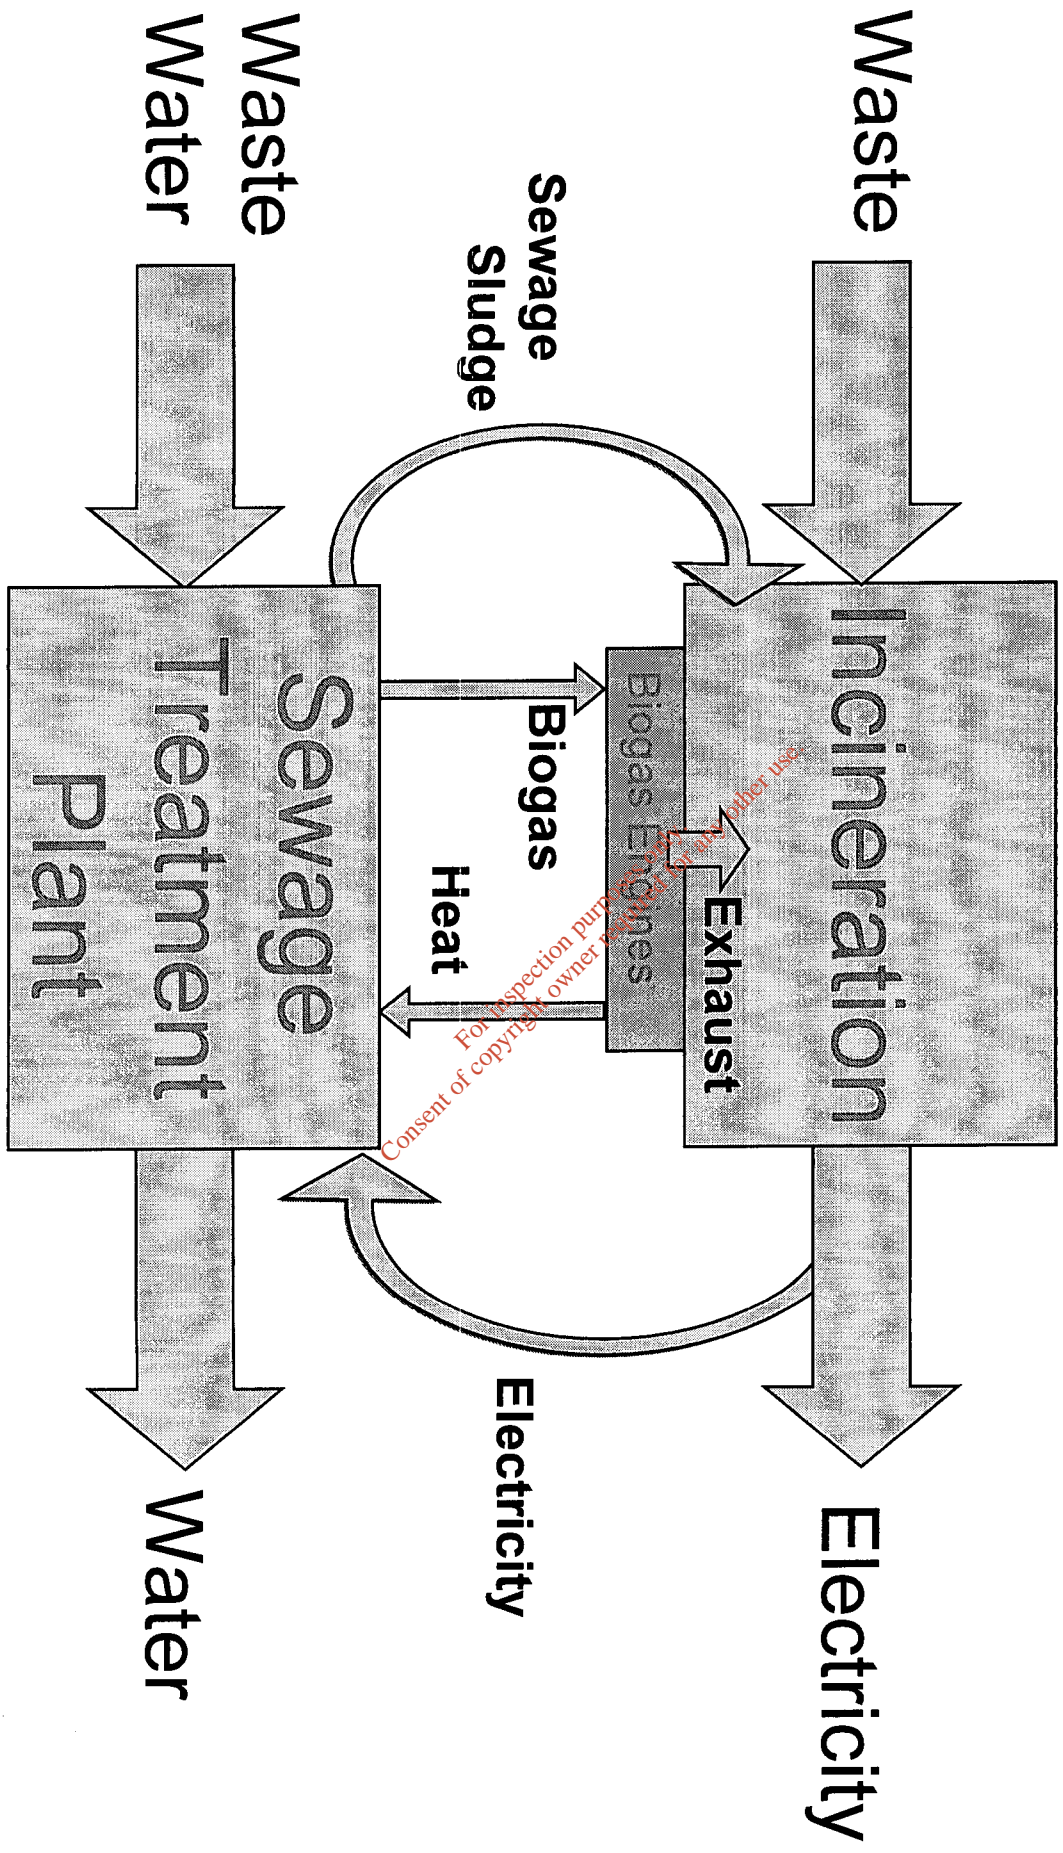 Waste
Incineration
Electricity
Exhaust
Biogas Engines
Sewage
Sludge
Biogas
Heat
Electricity
Waste
Water
Sewage
Treatment
Plant
Water
For inspection purposes only.
Consent of copyright owner required for any other use.